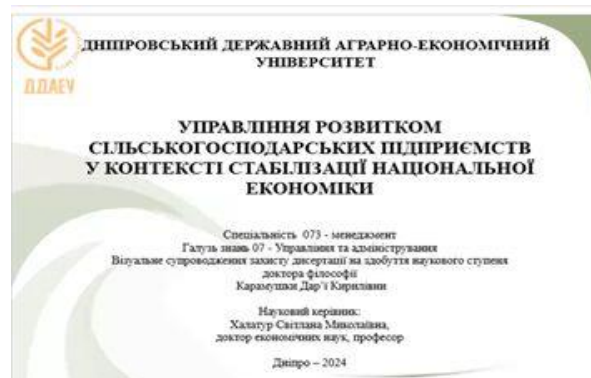 ДНІПРОВСЬКИЙ ДЕРЖАВНИЙ АГРАРНО-ЕКОНОМІЧНИЙ
УНІВЕРСИТЕТ
ДДАЕУ
УПРАВЛІННЯ РОЗВИТКОМ
СІЛЬСЬКОГОСПОДАРСЬКИХ ПІДПРИЄМСТВ
У КОНТЕКСТІ СТАБІЛІЗАЦІЇ НАЦІОНАЛЬНОЇ
ЕКОНОМІКИ
Спеціальність 073 - менеджмент
Галузь знань 07 - Управління та адміністрування
Візуальне супроводження захисту дисертації на здобуття наукового ступеня
доктора філософії
Карамушки Дар’ї Кирилівни
Науковий керівник:
Халатур Світлана Миколаївна,
доктор економічних наук, професор
Дніпро – 2024